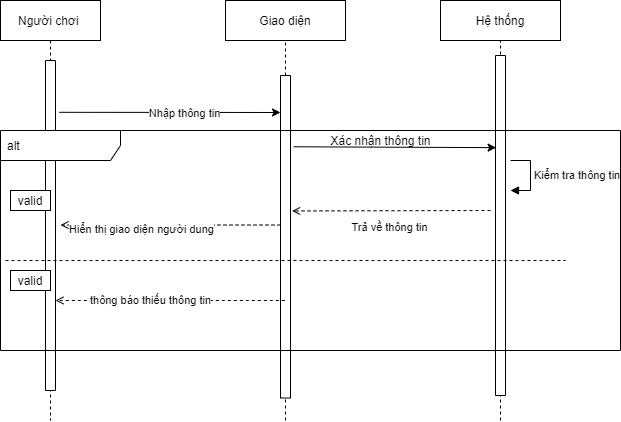 Người chơi
Giao diện
Hệ thống
Nhập thông tin
alt
Xác nhận thông tin
Kiểm tra thông tin
valid
Hiển thị giao diện người dung
Trả về thông tin
valid
thông báo thiếu thông tin